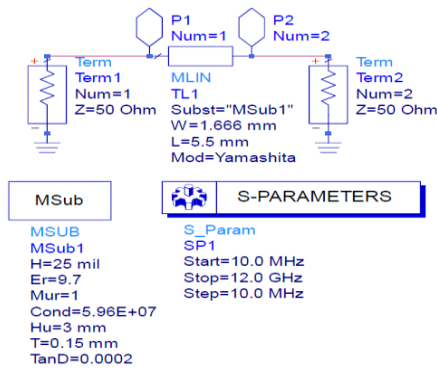 P1
Num=1
P2
Num=2
+
Term
Term1
Num=1
Z=50 Ohm
-
MLIN
TL1
Subst="MSub1"
W=1.666 mm
L=5.5 mm
Mod=Yamashita
+
Term
Term2
Num=2
Z=50 Ohm
-
MSub
MSUB
MSub1
H=25 mil
Er=9.7
Mur=1
Cond=5.96E+07
Hu=3 mm
T=0.15 mm
TanD=0.0002
S-PARAMETERS
S_Param
SP1
Start=10.0 MHz
Stop=12.0 GHz
Step=10.0 MHz